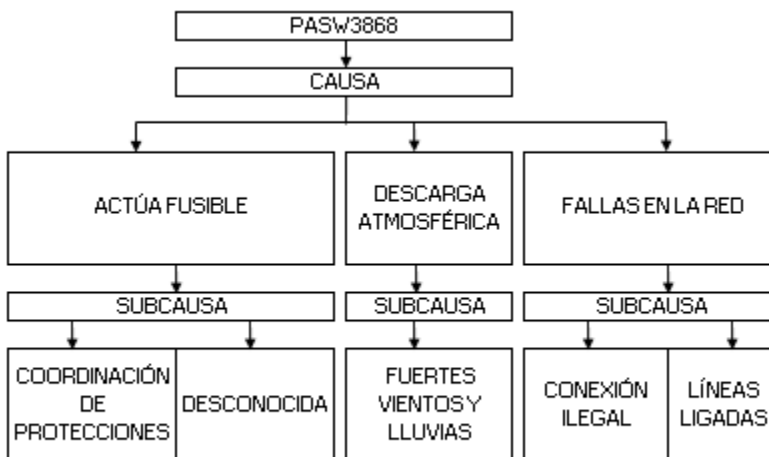 PASW3868
CAUSA
ACTÚA FUSIBLE
DESCARGA
ATMOSFÉRICA
FALLAS EN LA RED
SUBCAUSA
SUBCAUSA
SUBCAUSA
COORDINACIÓN
DE
PROTECCIONES
DESCONOCIDA
FUERTES
VIENTOS Y
LLUVIAS
CONEXIÓN
ILEGAL
LÍNEAS
LIGADAS